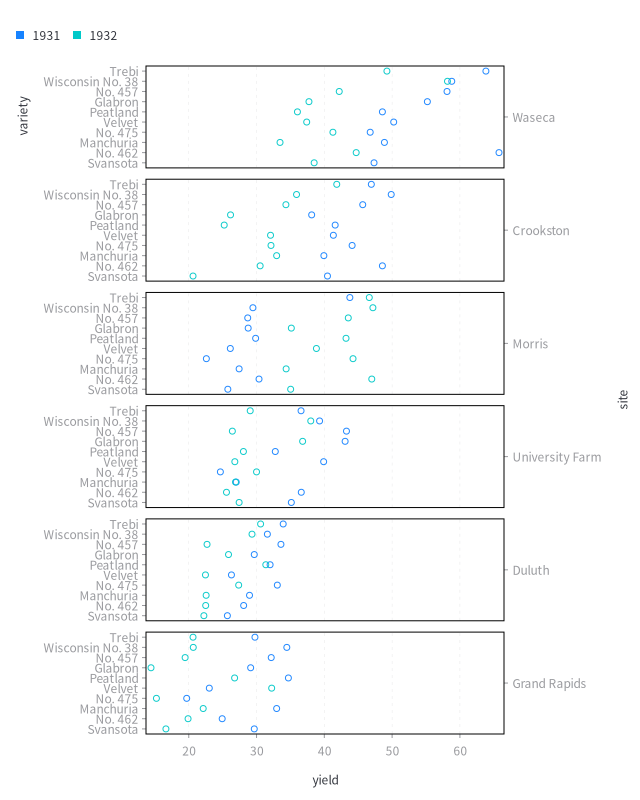 1931 1932
variety
Trebi
Wisconsin No. 38
No. 457
Glabron
Peatland
Velvet
No. 475
Manchuria
No. 462
Svansota
Waseca
Trebi
Wisconsin No. 38
No. 457
Glabron
Peatland
Velvet
No. 475
Manchuria
No. 462
Svansota
Crookston
Trebi
Wisconsin No. 38
No. 457
Glabron
Peatland
Velvet
No. 475
Manchuria
No. 462
Svansota
Morris
site
Trebi
Wisconsin No. 38
No. 457
Glabron
Peatland
Velvet
No. 475
Manchuria
No. 462
Svansota
University Farm
Trebi
Wisconsin No. 38
No. 457
Glabron
Peatland
Velvet
No. 475
Manchuria
No. 462
Svansota
Duluth
Trebi
Wisconsin No. 38
No. 457
Glabron
Peatland
Velvet
No. 475
Manchuria
No. 462
Svansota
Grand Rapids
20 30 40 50 60
yield